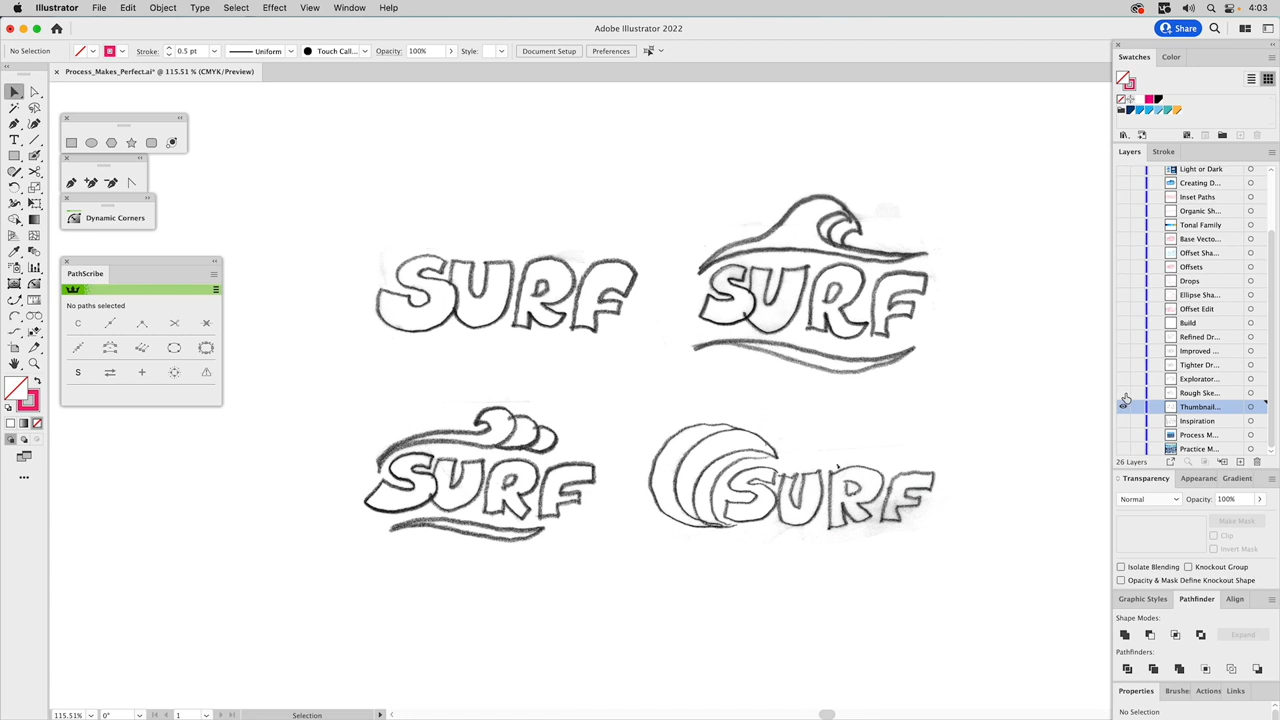 Illustrator File Edit Object Type Select Effect View Window Help 4:03
Adobe Illustrator 2022
Share
No Selection Stroke: 0.5 pt Uniform Touch Call... Opacity: 100% Style: Document Setup Preferences
× Process_Makes_Perfect.ai* @ 115.51 % (CMYK/Preview)
Dynamic Corners
PathScribe
No paths selected
SURF
SURF
SURF
SURF
Swatches Color
Layers Stroke
Light or Dark
Creating D...
Inset Paths
Organic Sh...
Tonal Family
Base Vecto...
Offset Sha...
Offsets
Drops
Ellipse Sha...
Offset Edit
Build
Refined Dr...
Improved ...
Tighter Dr...
Explorator...
Rough Ske...
Thumbnail...
Inspiration
Process M...
Practice M...
26 Layers
Transparency Appearanc Gradient
Normal Opacity: 100%
Make Mask
Clip
Invert Mask
Isolate Blending Knockout Group
Opacity & Mask Define Knockout Shape
Graphic Styles Pathfinder Align
Shape Modes:
Expand
Pathfinders:
Properties Brushe Actions Links
No Selection
115.51% 0° 1 Selection